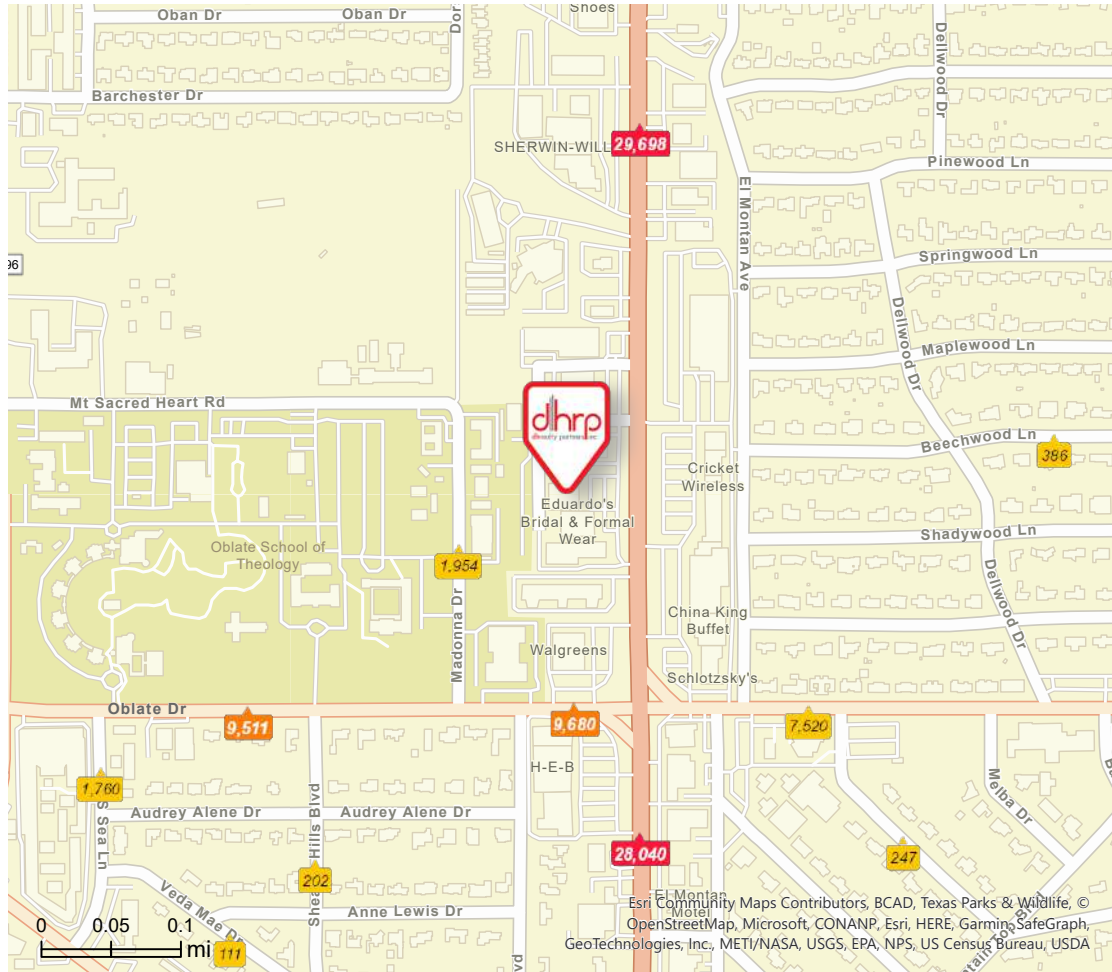 Oban Dr
Oban Dr
Dor
Shoes
Dellwood Dr
Barchester Dr
SHERWIN-WILL
29,698
Pinewood Ln
El Montan Ave
96
Springwood Ln
Dellwood Dr
Maplewood Ln
Mt Sacred Heart Rd
dhrp
Beechwood Ln
386
Cricket
Wireless
Eduardo's
Bridal & Formal
Wear
Shadywood Ln
Oblate School of
Theology
1,954
Dellwood Dr
Madonna Dr
China King
Buffet
Walgreens
Schlotzsky's
Oblate Dr
9,511
9,680
7,520
H-E-B
1,760
S Sea Ln
Audrey Alene Dr
Audrey Alene Dr
Melba Dr
28,040
247
Hills Blvd
202
Shea
El Montan
Motel
Veda Mae Dr
Anne Lewis Dr
111
0 0.05 0.1
mi
Esri Community Maps Contributors, BCAD, Texas Parks & Wildlife, ©
OpenStreetMap, Microsoft, CONANP, Esri, HERE, Garmin, SafeGraph,
GeoTechnologies, Inc, METI/NASA, USGS, EPA, NPS, US Census Bureau, USDA